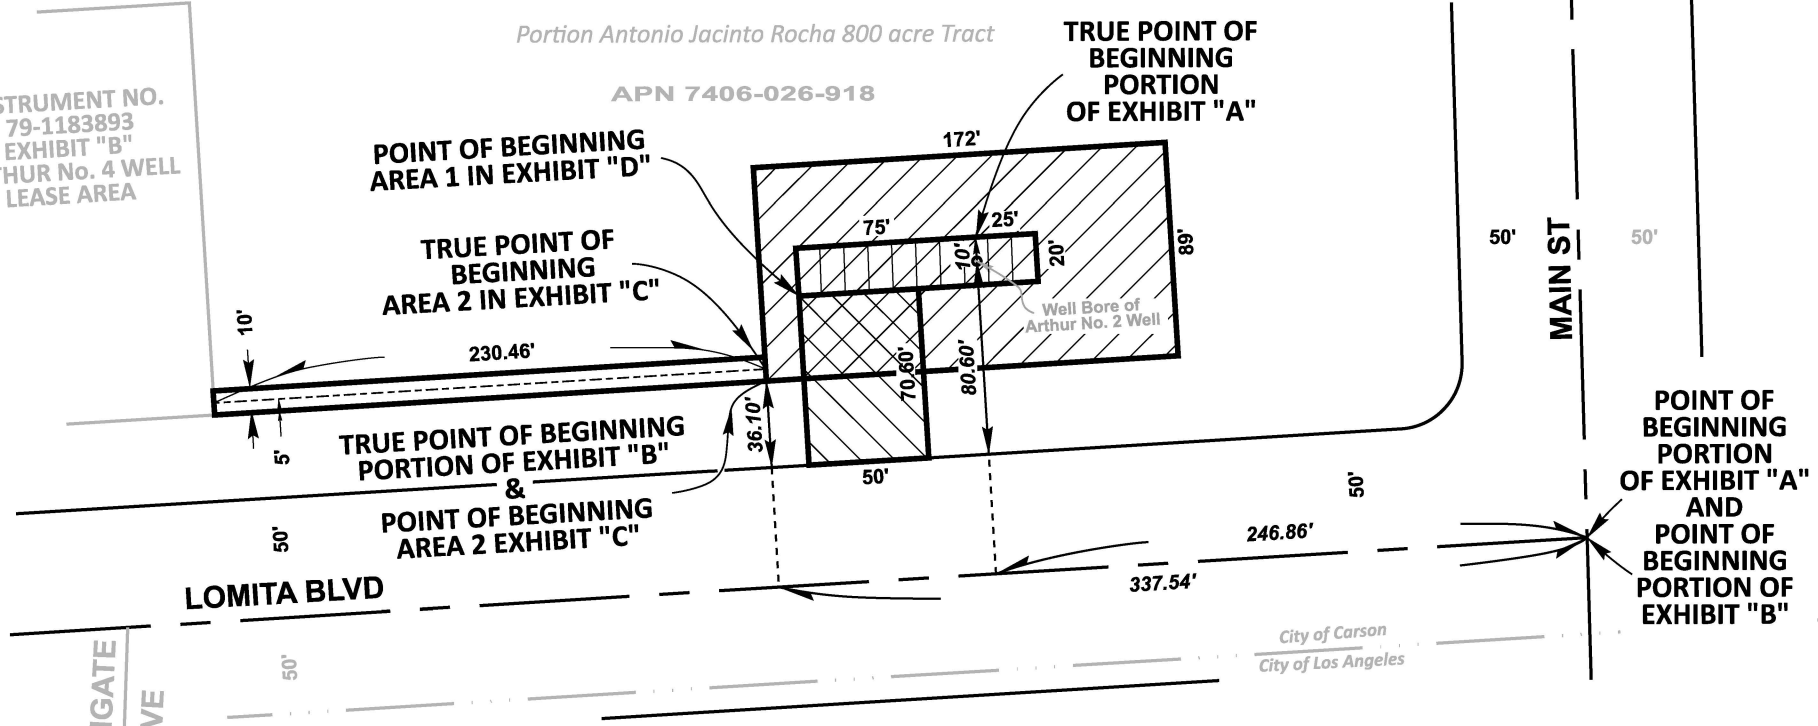 Portion Antonio Jacinto Rocha 800 acre Tract
APN 7406-026-918
TRUE POINT OF
BEGINNING
PORTION
OF EXHIBIT "A"
STRUMENT NO.
79-1183893
EXHIBIT "B"
THUR No. 4 WELL
LEASE AREA
POINT OF BEGINNING
AREA 1 IN EXHIBIT "D"
172'
75'
25'
10'
20'
89'
TRUE POINT OF
BEGINNING
AREA 2 IN EXHIBIT "C"
Well Bore of
Arthur No. 2 Well
50'
MAIN ST
50'
10'
230.46'
5'
70.60'
80.60'
36.10'
TRUE POINT OF BEGINNING
PORTION OF EXHIBIT "B"
&
POINT OF BEGINNING
AREA 2 EXHIBIT "C"
50'
50'
50'
246.86'
337.54'
POINT OF
BEGINNING
PORTION
OF EXHIBIT "A"
AND
POINT OF
BEGINNING
PORTION OF
EXHIBIT "B"
LOMITA BLVD
City of Carson
City of Los Angeles
50'
IGATE
VE